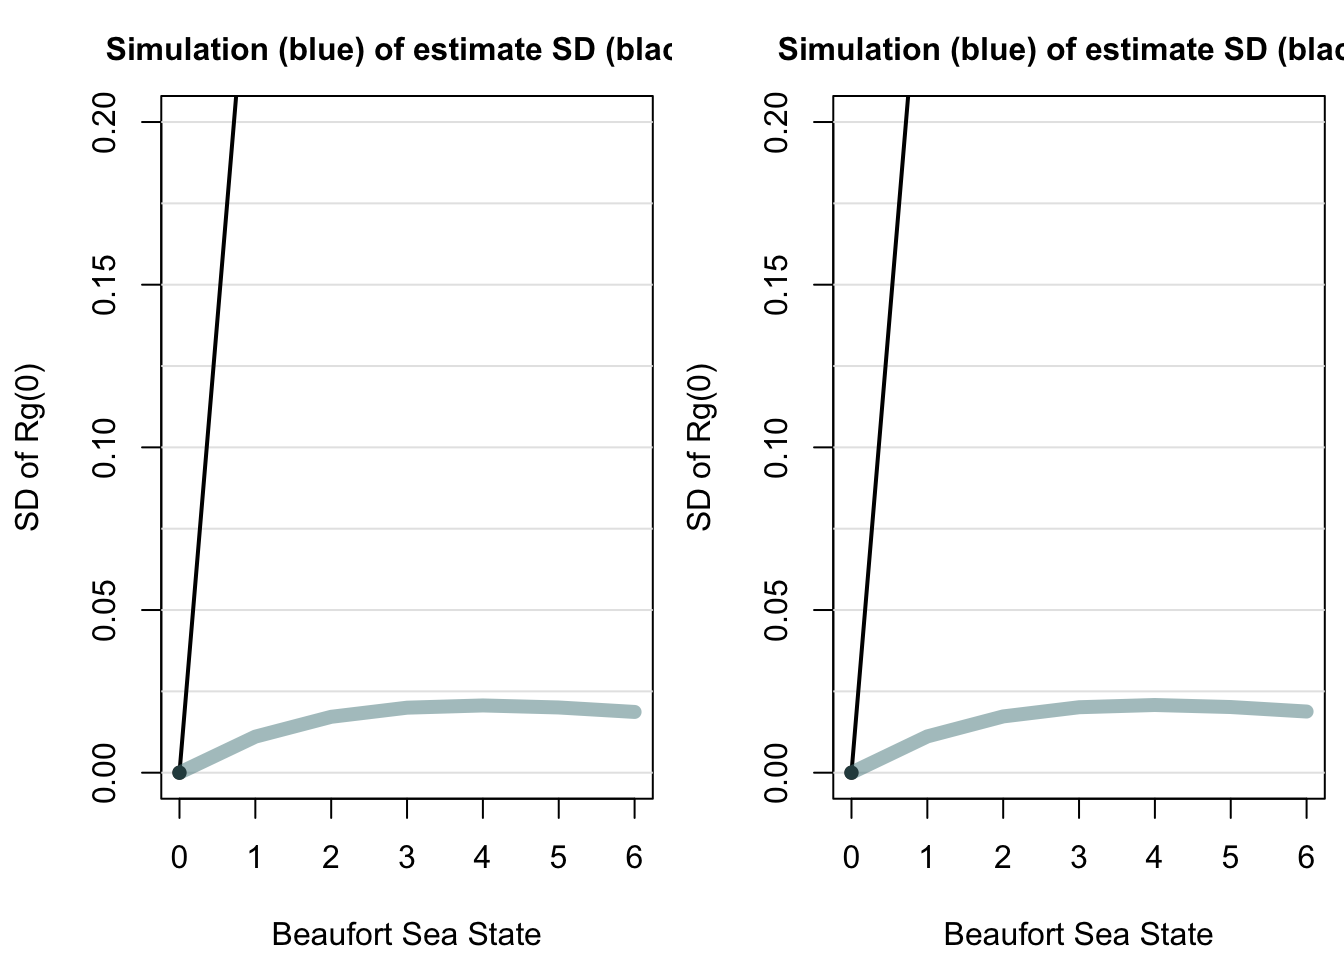 Simulation (blue) of estimate SD (blac
SD of Rg(0)
0.20
0.15
0.10
0.05
0.00
0 1 2 3 4 5 6
Beaufort Sea State
Simulation (blue) of estimate SD (blac
SD of Rg(0)
0.20
0.15
0.10
0.05
0.00
0 1 2 3 4 5 6
Beaufort Sea State